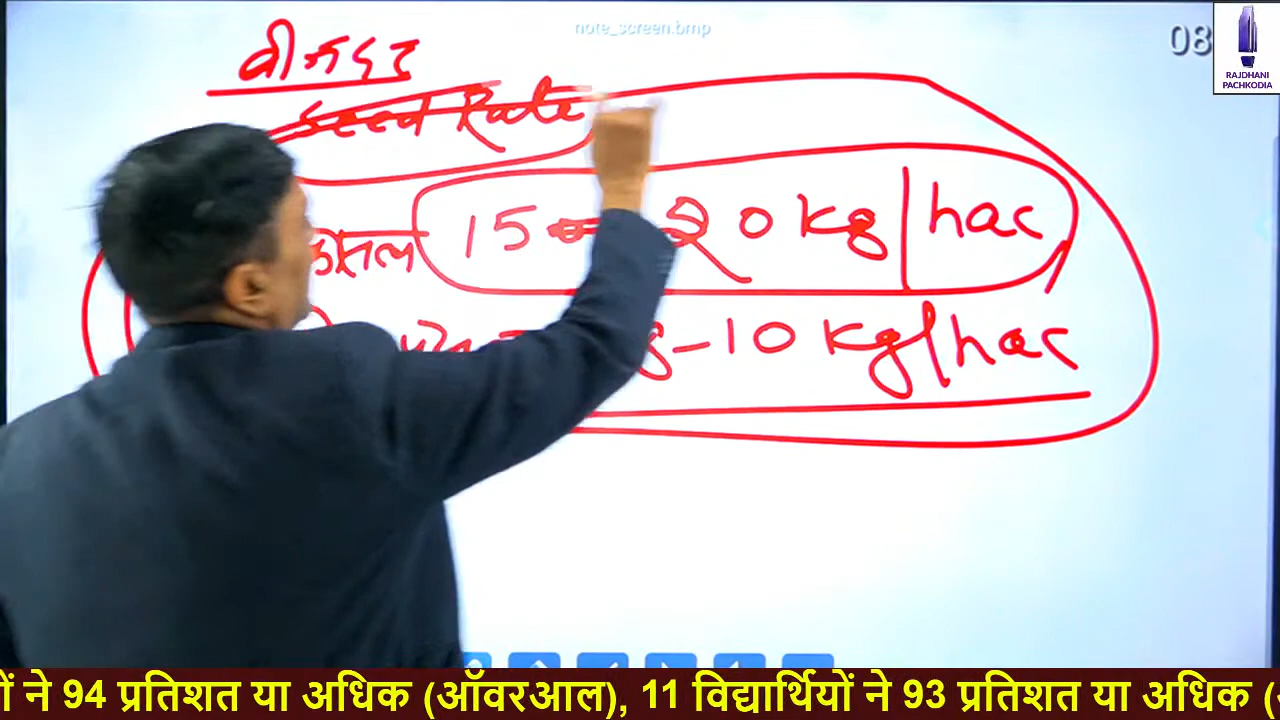 note_screen.bmp
08
RAJDHANI
PACHKODIA
बीजदर
Seed Rate
15 - 20 kg/hac
8-10 kg/hac
ों ने 94 प्रतिशत या अधिक (ऑवरआल), 11 विद्यार्थियों ने 93 प्रतिशत या अधिक (